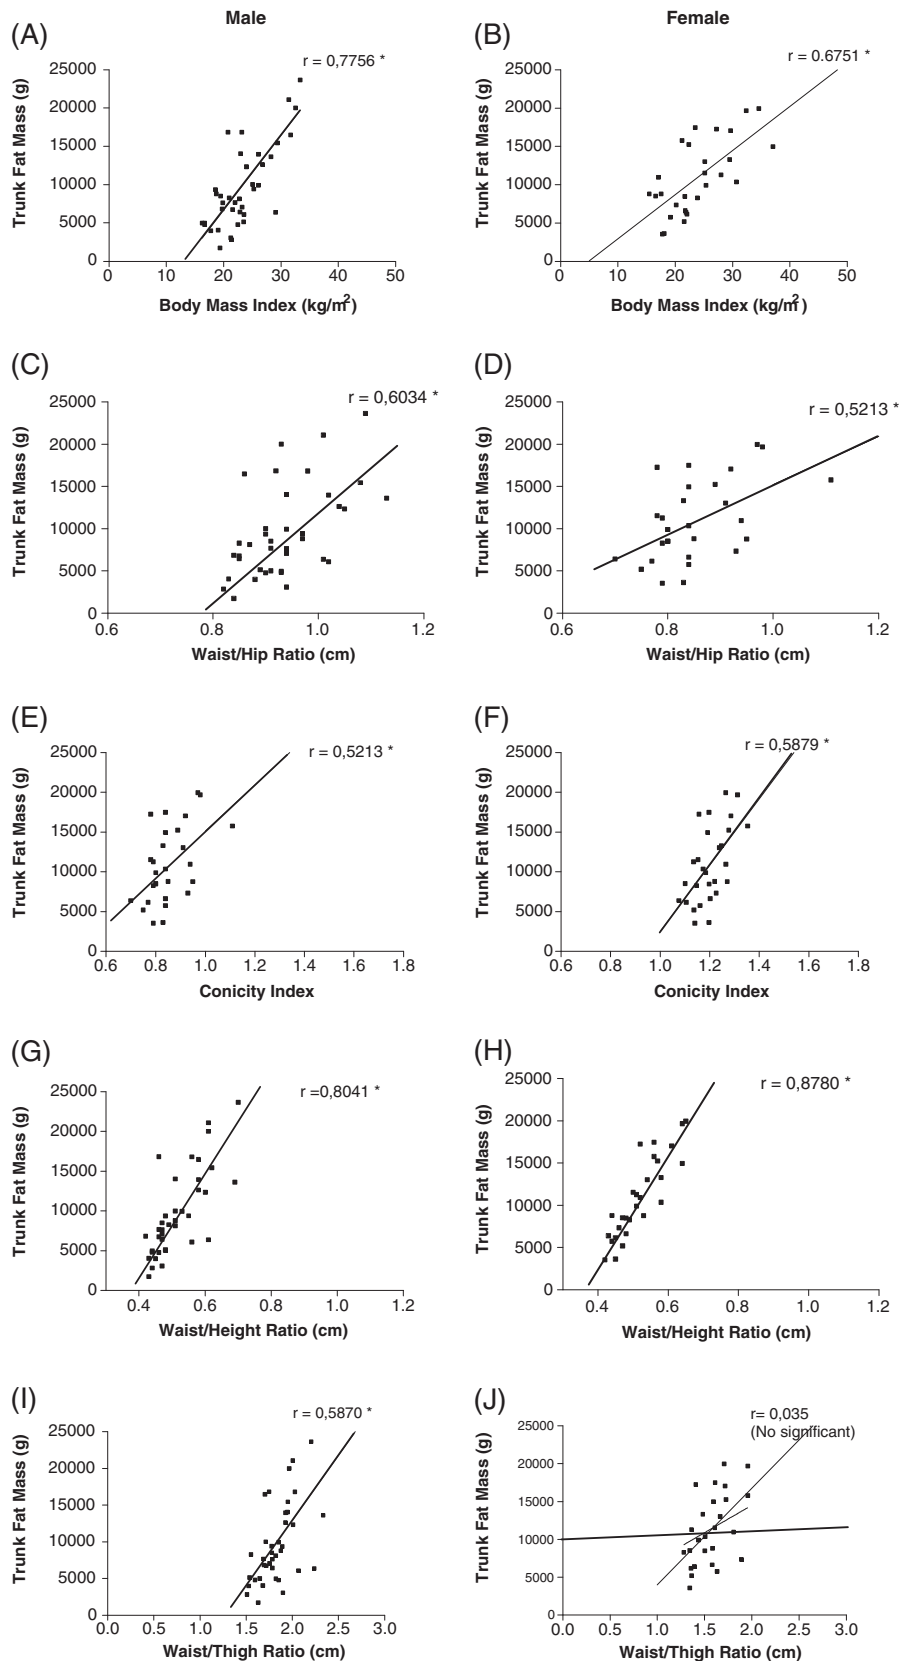 Male
Female
(A)
r = 0,7756 *
Trunk Fat Mass (g)
25000
20000
15000
10000
5000
0
0 10 20 30 40 50
Body Mass Index (kg/m²)
(B)
r = 0.6751 *
Trunk Fat Mass (g)
25000
20000
15000
10000
5000
0
0 10 20 30 40 50
Body Mass Index (kg/m²)
(C)
r = 0,6034 *
Trunk Fat Mass (g)
25000
20000
15000
10000
5000
0
0.6 0.8 1.0 1.2
Waist/Hip Ratio (cm)
(D)
r = 0,5213 *
Trunk Fat Mass (g)
25000
20000
15000
10000
5000
0
0.6 0.8 1.0 1.2
Waist/Hip Ratio (cm)
(E)
r = 0,5213 *
Trunk Fat Mass (g)
25000
20000
15000
10000
5000
0
0.6 0.8 1.0 1.2 1.4 1.6 1.8
Conicity Index
(F)
r = 0,5879 *
Trunk Fat Mass (g)
25000
20000
15000
10000
5000
0
0.6 0.8 1.0 1.2 1.4 1.6 1.8
Conicity Index
(G)
r =0,8041 *
Trunk Fat Mass (g)
25000
20000
15000
10000
5000
0
0.4 0.6 0.8 1.0 1.2
Waist/Height Ratio (cm)
(H)
r = 0,8780 *
Trunk Fat Mass (g)
25000
20000
15000
10000
5000
0
0.4 0.6 0.8 1.0 1.2
Waist/Height Ratio (cm)
(I)
r = 0,5870 *
Trunk Fat Mass (g)
25000
20000
15000
10000
5000
0
0.0 0.5 1.0 1.5 2.0 2.5 3.0
Waist/Thigh Ratio (cm)
(J)
r= 0,035
(No significant)
Trunk Fat Mass (g)
25000
20000
15000
10000
5000
0
0.0 0.5 1.0 1.5 2.0 2.5 3.0
Waist/Thigh Ratio (cm)